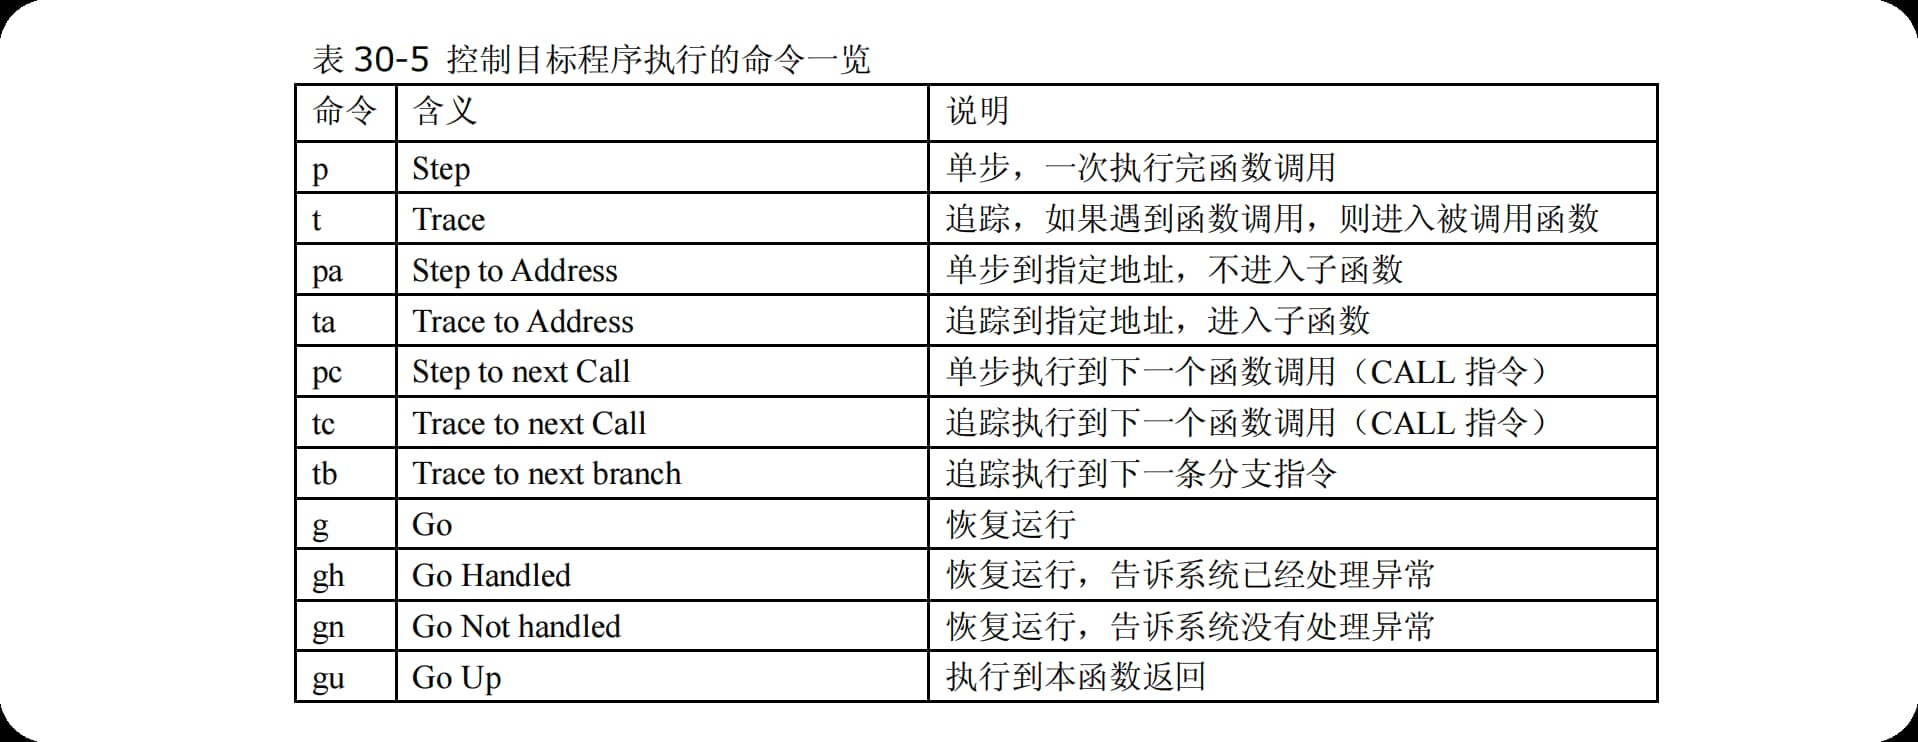 表 30-5 控制目标程序执行的命令一览
命令 含义 说明
p Step 单步，一次执行完函数调用
t Trace 追踪，如果遇到函数调用，则进入被调用函数
pa Step to Address 单步到指定地址，不进入子函数
ta Trace to Address 追踪到指定地址，进入子函数
pc Step to next Call 单步执行到下一个函数调用（CALL 指令）
tc Trace to next Call 追踪执行到下一个函数调用（CALL 指令）
tb Trace to next branch 追踪执行到下一条分支指令
g Go 恢复运行
gh Go Handled 恢复运行，告诉系统已经处理异常
gn Go Not handled 恢复运行，告诉系统没有处理异常
gu Go Up 执行到本函数返回